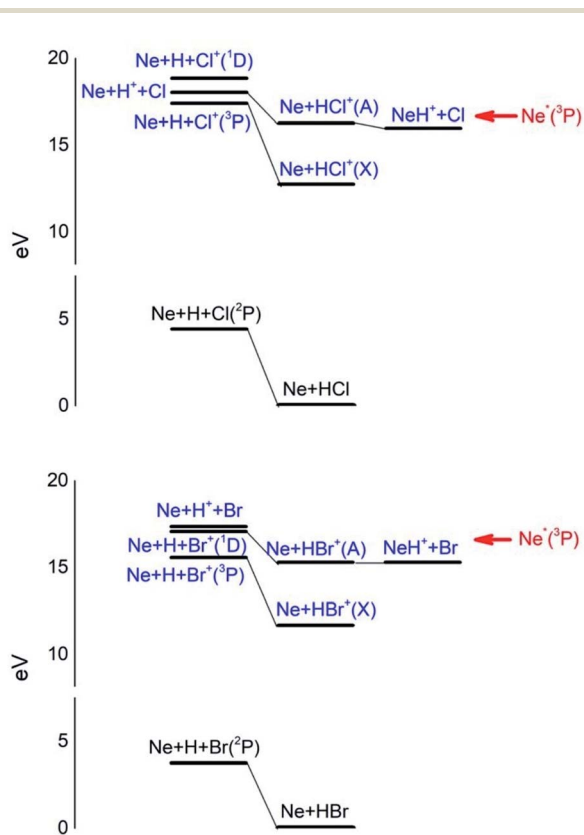 20
Ne+H+Cl⁺(¹D)
Ne+H⁺+Cl
Ne+HCl⁺(A)
NeH⁺+Cl
Ne*(³P)
Ne+H+Cl⁺(³P)
15
Ne+HCl⁺(X)
10
eV
5
Ne+H+Cl(²P)
Ne+HCl
0
20
Ne+H⁺+Br
Ne*(³P)
Ne+H+Br⁺(¹D)
Ne+HBr⁺(A)
NeH⁺+Br
15
Ne+H+Br⁺(³P)
Ne+HBr⁺(X)
10
eV
5
Ne+H+Br(²P)
Ne+HBr
0